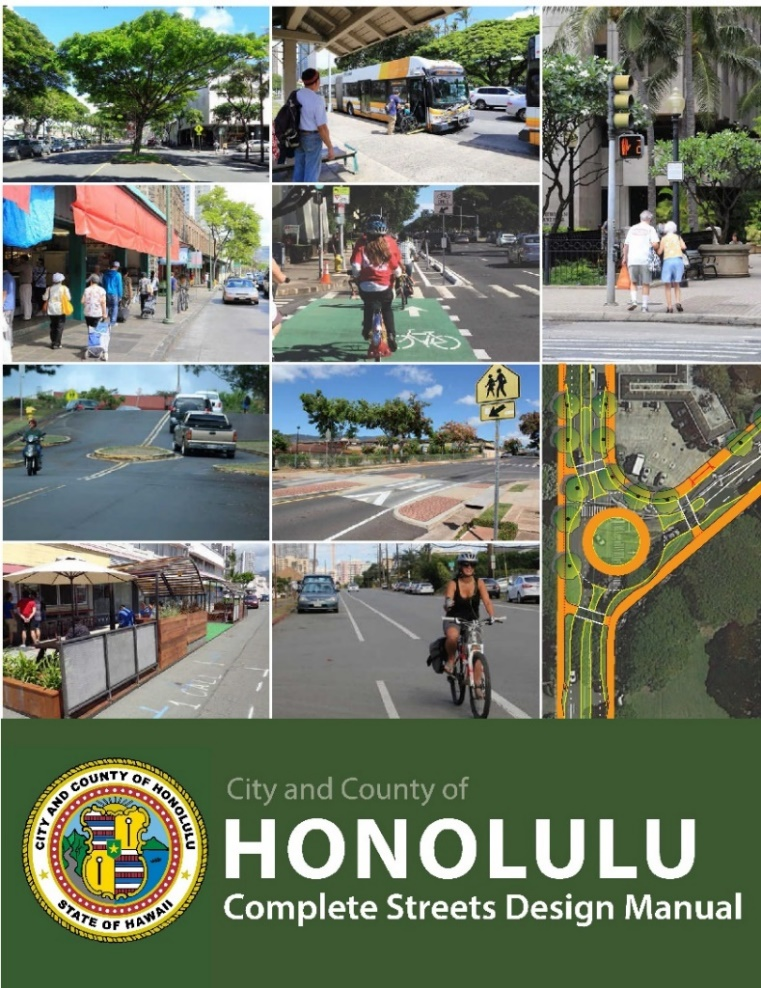 City and County of
HONOLULU
Complete Streets Design Manual
CITY AND COUNTY OF HONOLULU
STATE OF HAWAII